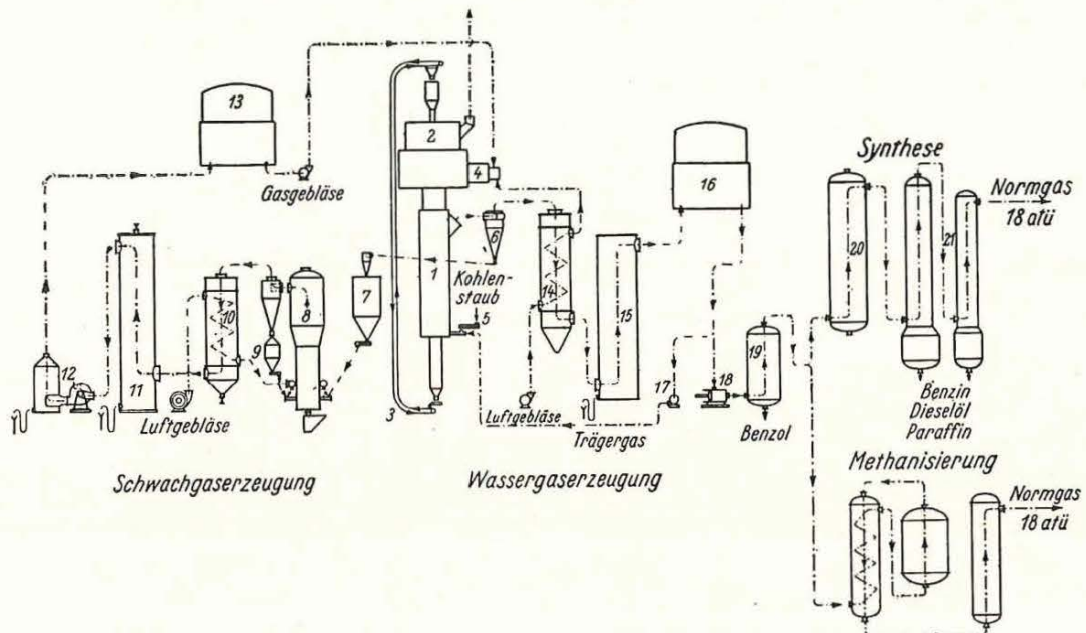 13
Gasgebläse
2
4
16
Synthese
Normgas
18 atü
6
1
Kohlen-
staub
7
5
14
15
20
21
8
10
9
12
11
Luftgebläse
3
Luftgebläse
Trägergas
17
18
19
Benzol
Benzin
Dieselöl
Paraffin
Schwachgaserzeugung
Wassergaserzeugung
Methanisierung
Normgas
18 atü